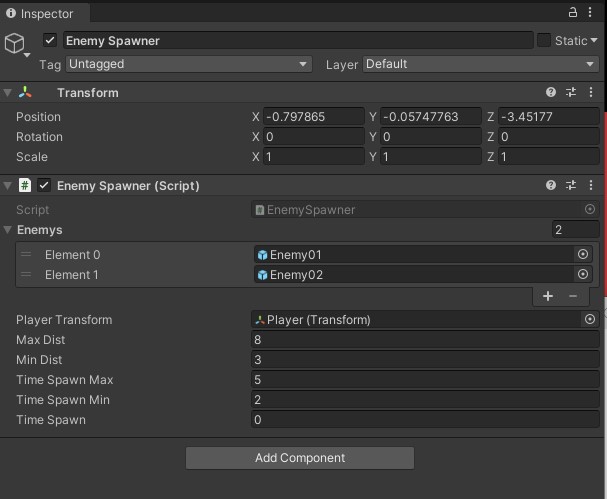 Inspector
Enemy Spawner Static
Tag Untagged Layer Default
Transform
Position X -0.797865 Y -0.05747763 Z -3.45177
Rotation X 0 Y 0 Z 0
Scale X 1 Y 1 Z 1
# Enemy Spawner (Script)
Script # EnemySpawner
Enemys 2
Element 0 Enemy01
Element 1 Enemy02
+ −
Player Transform Player (Transform)
Max Dist 8
Min Dist 3
Time Spawn Max 5
Time Spawn Min 2
Time Spawn 0
Add Component